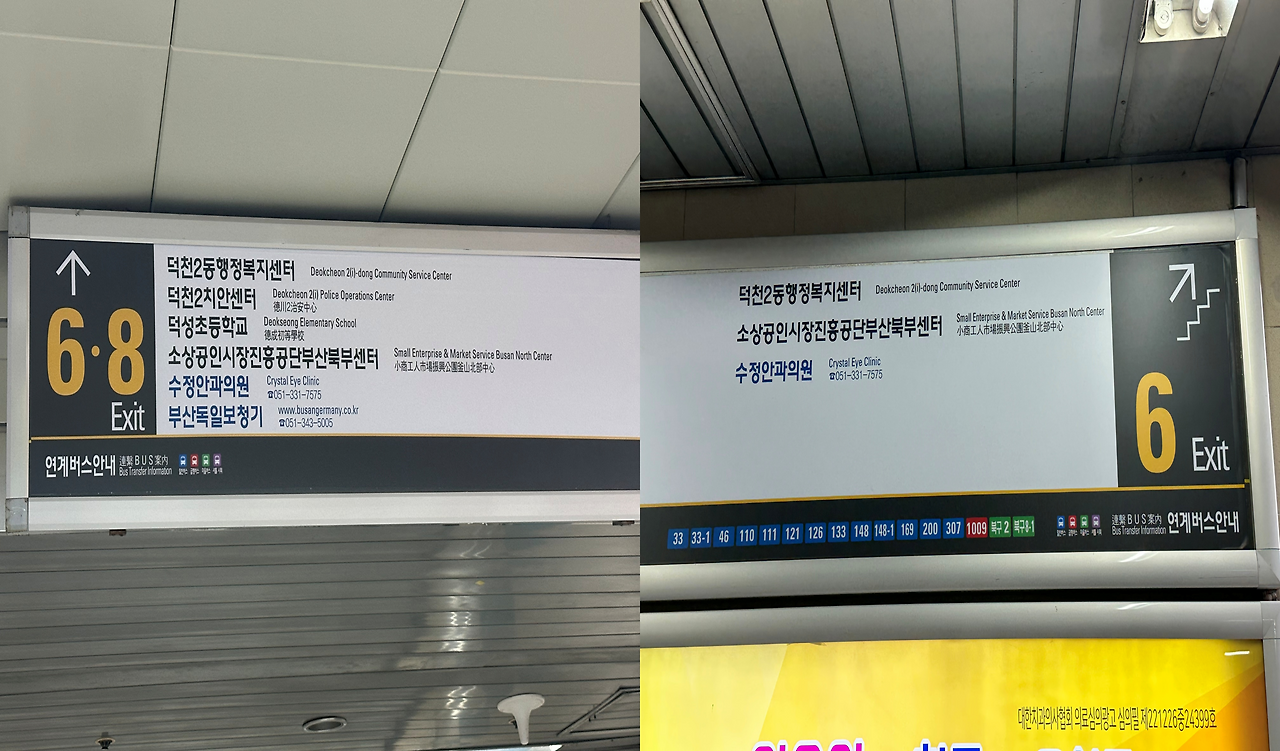 6·8
Exit
덕천2동행정복지센터 Deokcheon 2(i)-dong Community Service Center
덕천2치안센터 Deokcheon 2(i) Police Operations Center
德川2治安中心
덕성초등학교 Deokseong Elementary School
德成初等學校
소상공인시장진흥공단부산북부센터 Small Enterprise & Market Service Busan North Center
小商工人市場振興公團釜山北部中心
수정안과의원 Crystal Eye Clinic
☎051-331-7575
부산독일보청기 www.busangermany.co.kr
☎051-343-5005
연계버스안내 連繫BUS案內
Bus Transfer Information
덕천2동행정복지센터 Deokcheon 2(i)-dong Community Service Center
소상공인시장진흥공단부산북부센터 Small Enterprise & Market Service Busan North Center
小商工人市場振興公團釜山北部中心
수정안과의원 Crystal Eye Clinic
☎051-331-7575
6 Exit
33 33-1 46 110 111 121 126 133 148 148-1 169 200 307 1009 북구2 북구8-1
連繫BUS案內 연계버스안내
Bus Transfer Information
대한치과의사협회 의료심의광고 심의필 제221226중24399호